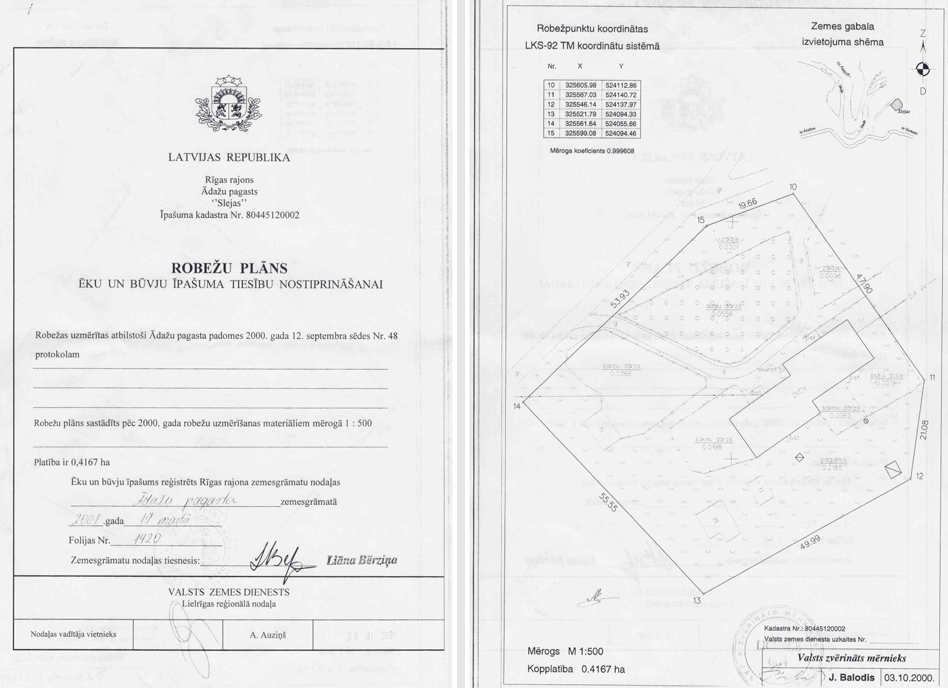 LATVIJAS REPUBLIKA
Rīgas rajons
Ādažu pagasts
''Slejas''
Īpašuma kadastra Nr. 80445120002
ROBEŽU PLĀNS
ĒKU UN BŪVJU ĪPAŠUMA TIESĪBU NOSTIPRINĀŠANAI
Robežas uzmērītas atbilstoši Ādažu pagasta padomes 2000. gada 12. septembra sēdes Nr. 48
protokolam
Robežu plāns sastādīts pēc 2000. gada robežu uzmērīšanas materiāliem mērogā 1 : 500
Platība ir 0,4167 ha
Ēku un būvju īpašums reģistrēts Rīgas rajona zemesgrāmatu nodaļas
Ādažu pagasta zemesgrāmatā
2001 .gada 19 martā
Folijas Nr. 1420
Zemesgrāmatu nodaļas tiesnesis:
Liāna Bērziņa
VALSTS ZEMES DIENESTS
Lielrīgas reģionālā nodaļa
Nodaļas vadītāja vietnieks
A. Auziņš
Robežpunktu koordinātas
LKS-92 TM koordinātu sistēmā
Nr. X Y
10 325605.98 524112.86
11 325567.03 524140.72
12 325546.14 524137.97
13 325521.79 524094.33
14 325561.64 524055.66
15 325599.08 524094.46
Mēroga koeficients 0.999608
Zemes gabala
izvietojuma shēma
Z
D
Slejas
10
19.66
15
47.90
53.93
11
14
21.08
12
55.55
49.99
13
Mērogs M 1:500
Kopplatība 0.4167 ha
Kadastra Nr.: 80445120002
Valsts zemes dienesta uzskaites Nr.
Valsts zvērināts mērnieks
J. Balodis 03.10.2000.